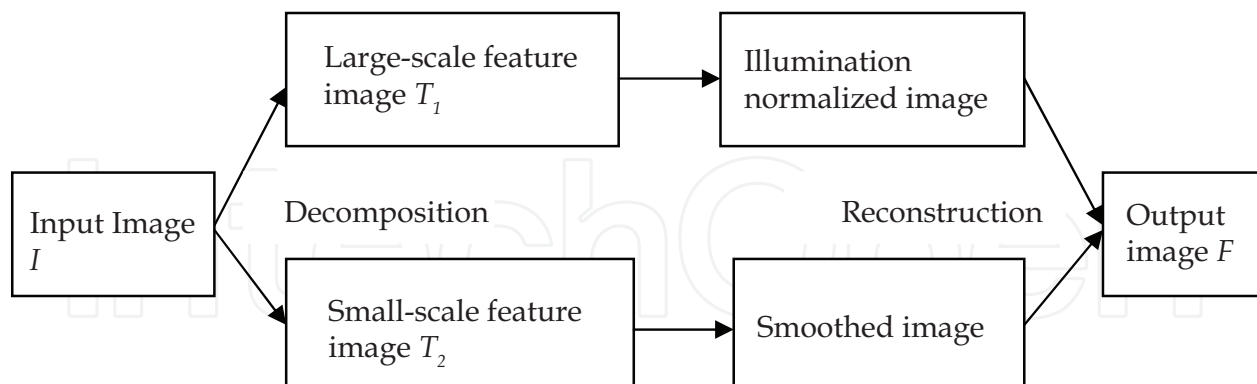 Large-scale feature
image T₁
Illumination
normalized image
Input Image
I
Decomposition
Reconstruction
Output
image F
Small-scale feature
image T₂
Smoothed image
InTechOpen